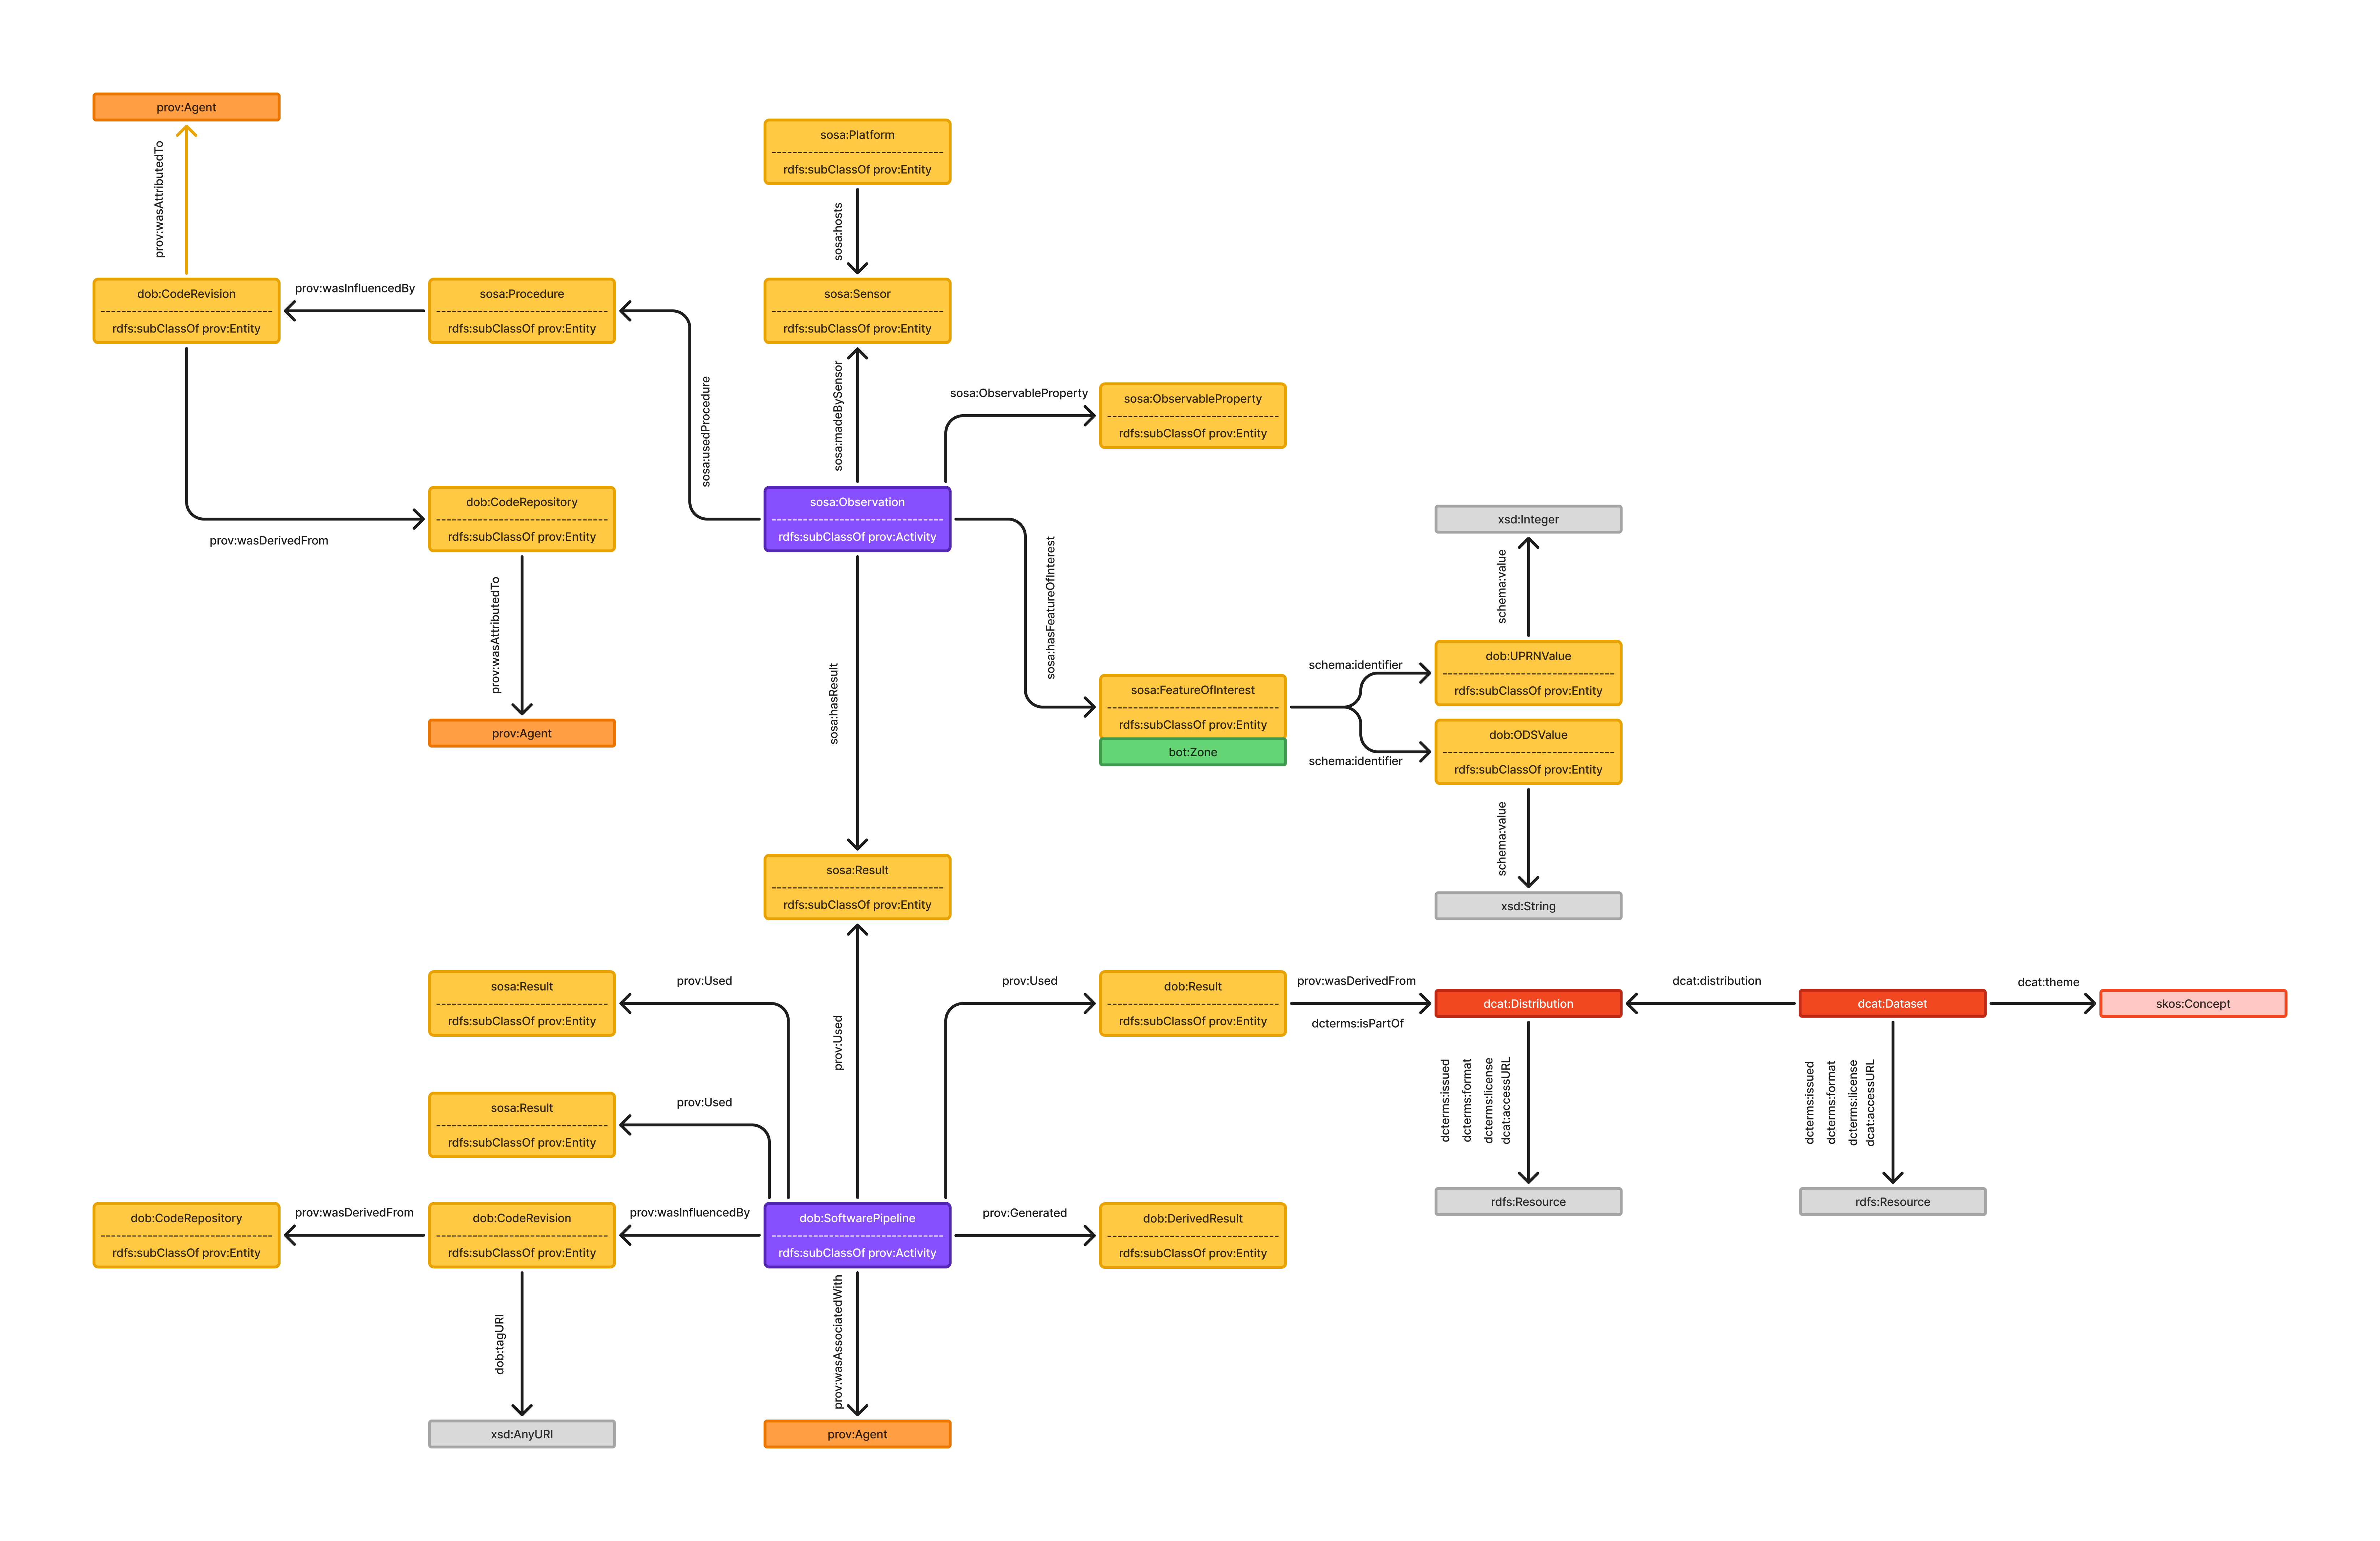 prov:Agent
prov:wasAttributedTo
sosa:Platform
rdfs:subClassOf prov:Entity
sosa:hosts
dob:CodeRevision
rdfs:subClassOf prov:Entity
prov:wasInfluencedBy
sosa:Procedure
rdfs:subClassOf prov:Entity
sosa:Sensor
rdfs:subClassOf prov:Entity
sosa:usedProcedure
sosa:madeBySensor
sosa:ObservableProperty
sosa:ObservableProperty
rdfs:subClassOf prov:Entity
prov:wasDerivedFrom
dob:CodeRepository
rdfs:subClassOf prov:Entity
sosa:Observation
rdfs:subClassOf prov:Activity
prov:wasAttributedTo
prov:Agent
sosa:hasResult
sosa:hasFeatureOfInterest
sosa:FeatureOfInterest
rdfs:subClassOf prov:Entity
bot:Zone
schema:identifier
schema:identifier
xsd:Integer
schema:value
dob:UPRNValue
rdfs:subClassOf prov:Entity
dob:ODSValue
rdfs:subClassOf prov:Entity
schema:value
xsd:String
sosa:Result
rdfs:subClassOf prov:Entity
sosa:Result
rdfs:subClassOf prov:Entity
prov:Used
prov:Used
prov:Used
dob:Result
rdfs:subClassOf prov:Entity
prov:wasDerivedFrom
dcterms:isPartOf
dcat:Distribution
dcat:distribution
dcat:Dataset
dcat:theme
skos:Concept
sosa:Result
rdfs:subClassOf prov:Entity
prov:Used
dcterms:issued
dcterms:format
dcterms:license
dcat:accessURL
rdfs:Resource
dcterms:issued
dcterms:format
dcterms:license
dcat:accessURL
rdfs:Resource
dob:CodeRepository
rdfs:subClassOf prov:Entity
prov:wasDerivedFrom
dob:CodeRevision
rdfs:subClassOf prov:Entity
prov:wasInfluencedBy
dob:SoftwarePipeline
rdfs:subClassOf prov:Activity
prov:Generated
dob:DerivedResult
rdfs:subClassOf prov:Entity
dob:tagURI
prov:wasAssociatedWith
xsd:AnyURI
prov:Agent